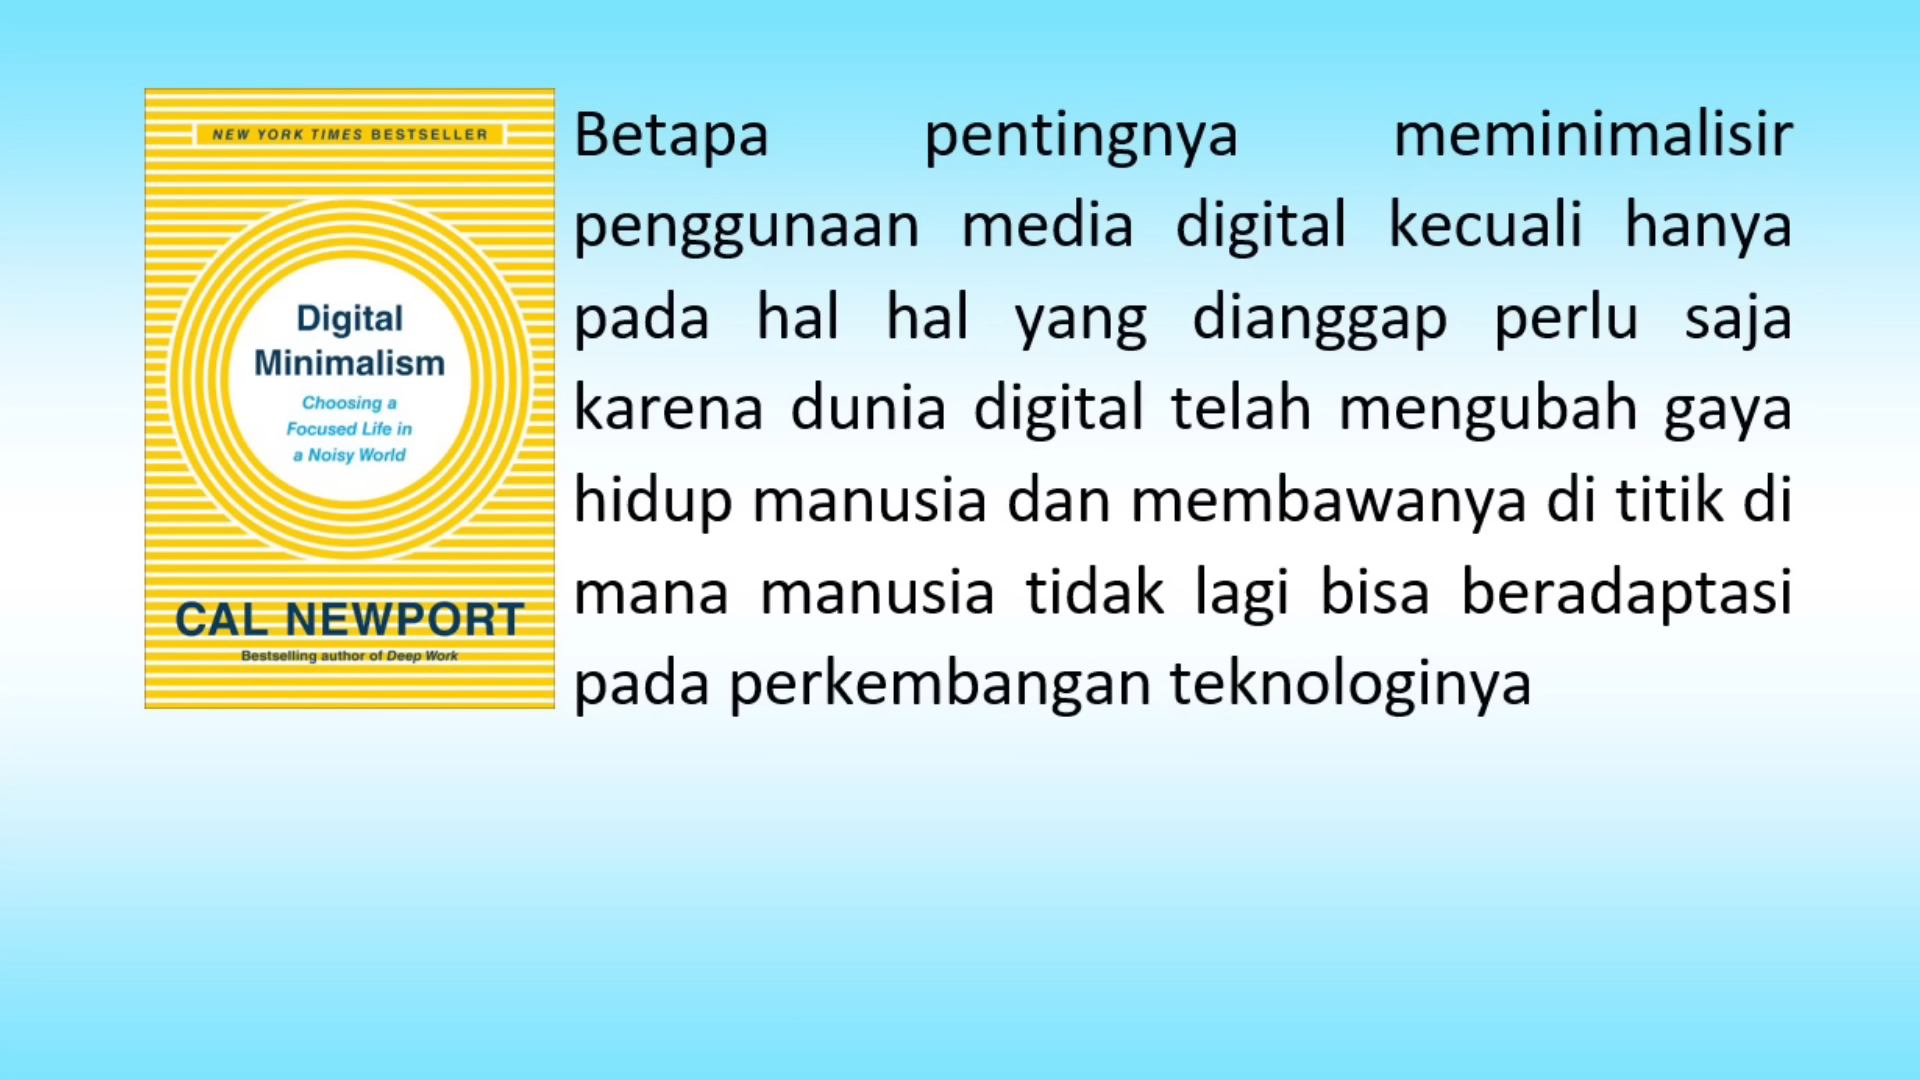 NEW YORK TIMES BESTSELLER
Digital
Minimalism
Choosing a
Focused Life in
a Noisy World
CAL NEWPORT
Bestselling author of Deep Work
Betapa pentingnya meminimalisir
penggunaan media digital kecuali hanya
pada hal hal yang dianggap perlu saja
karena dunia digital telah mengubah gaya
hidup manusia dan membawanya di titik di
mana manusia tidak lagi bisa beradaptasi
pada perkembangan teknologinya